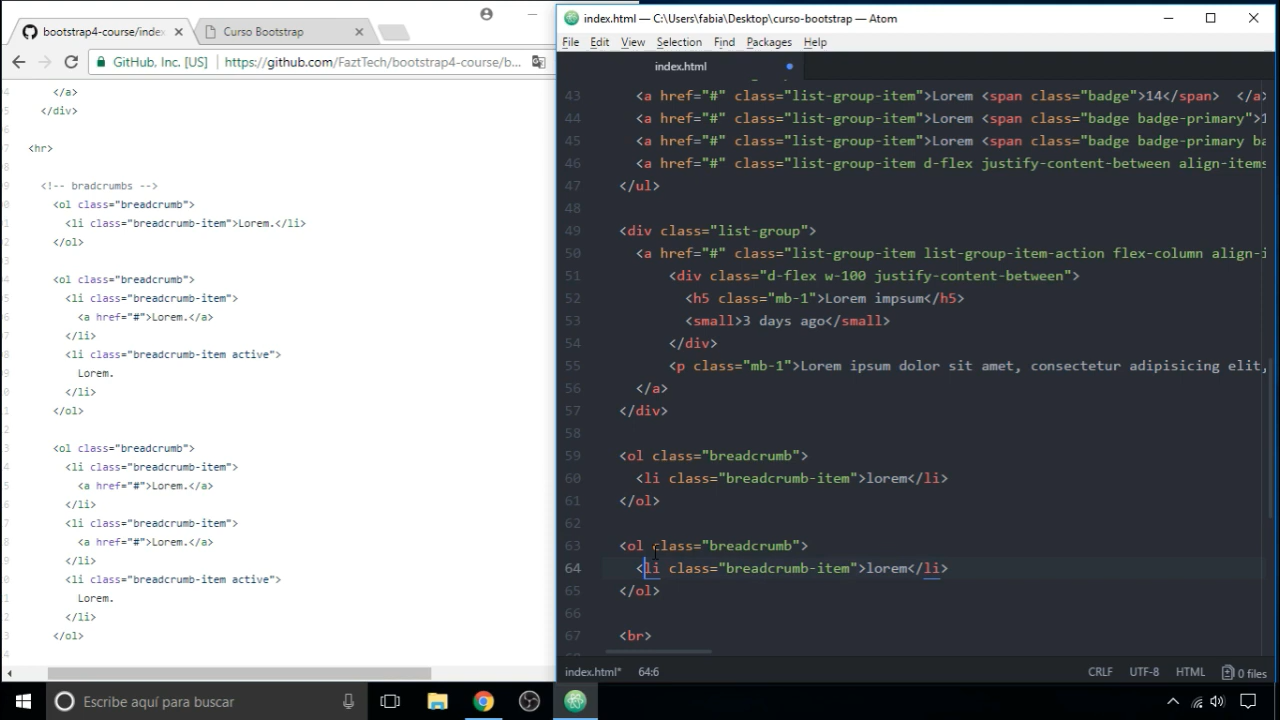 bootstrap4-course/index
Curso Bootstrap
GitHub, Inc. [US]
https://github.com/FaztTech/bootstrap4-course/b...
</a>
</div>
<hr>
<!-- bradcrumbs -->
<ol class="breadcrumb">
<li class="breadcrumb-item">Lorem.</li>
</ol>
<ol class="breadcrumb">
<li class="breadcrumb-item">
<a href="#">Lorem.</a>
</li>
<li class="breadcrumb-item active">
Lorem.
</li>
</ol>
<ol class="breadcrumb">
<li class="breadcrumb-item">
<a href="#">Lorem.</a>
</li>
<li class="breadcrumb-item">
<a href="#">Lorem.</a>
</li>
<li class="breadcrumb-item active">
Lorem.
</li>
</ol>
index.html — C:\Users\fabia\Desktop\curso-bootstrap — Atom
File Edit View Selection Find Packages Help
index.html
43 <a href="#" class="list-group-item">Lorem <span class="badge">14</span> </a>
44 <a href="#" class="list-group-item">Lorem <span class="badge badge-primary">1
45 <a href="#" class="list-group-item">Lorem <span class="badge badge-primary ba
46 <a href="#" class="list-group-item d-flex justify-content-between align-items
47 </ul>
48
49 <div class="list-group">
50 <a href="#" class="list-group-item list-group-item-action flex-column align-i
51 <div class="d-flex w-100 justify-content-between">
52 <h5 class="mb-1">Lorem impsum</h5>
53 <small>3 days ago</small>
54 </div>
55 <p class="mb-1">Lorem ipsum dolor sit amet, consectetur adipisicing elit,
56 </a>
57 </div>
58
59 <ol class="breadcrumb">
60 <li class="breadcrumb-item">lorem</li>
61 </ol>
62
63 <ol class="breadcrumb">
64 <li class="breadcrumb-item">lorem</li>
65 </ol>
66
67 <br>
index.html* 64:6 CRLF UTF-8 HTML 0 files
Escribe aquí para buscar